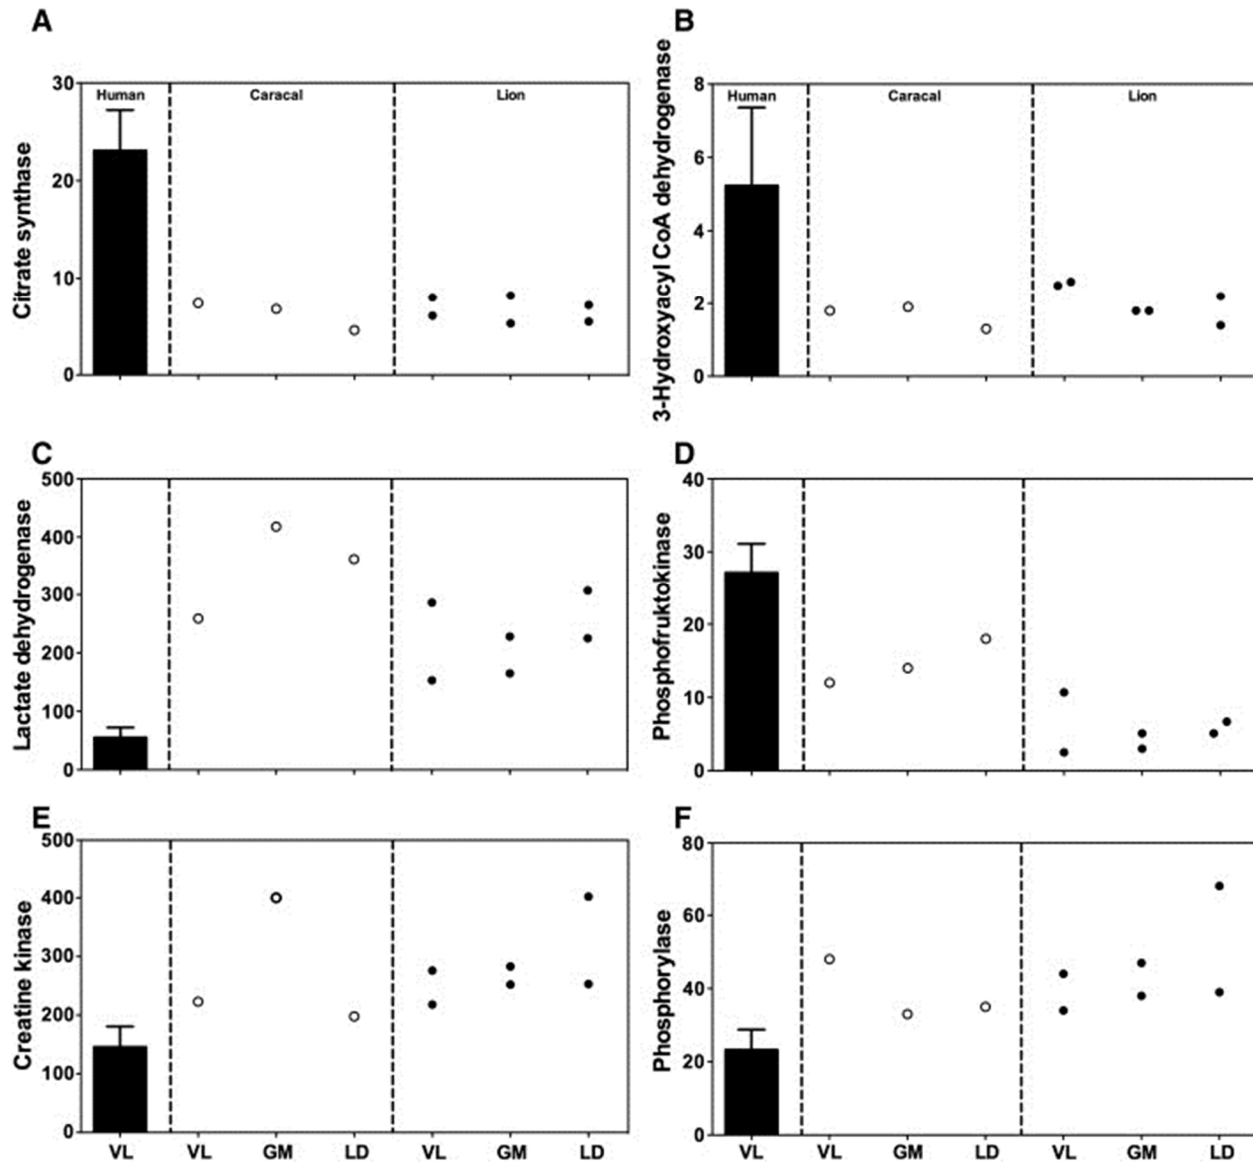 A
Citrate synthase
30
20
10
0
Human
Caracal
Lion
B
3-Hydroxyacyl CoA dehydrogenase
8
6
4
2
0
Human
Caracal
Lion
C
Lactate dehydrogenase
500
400
300
200
100
0
D
Phosphofruktokinase
40
30
20
10
0
E
Creatine kinase
500
400
300
200
100
0
VL VL GM LD VL GM LD
F
Phosphorylase
80
60
40
20
0
VL VL GM LD VL GM LD